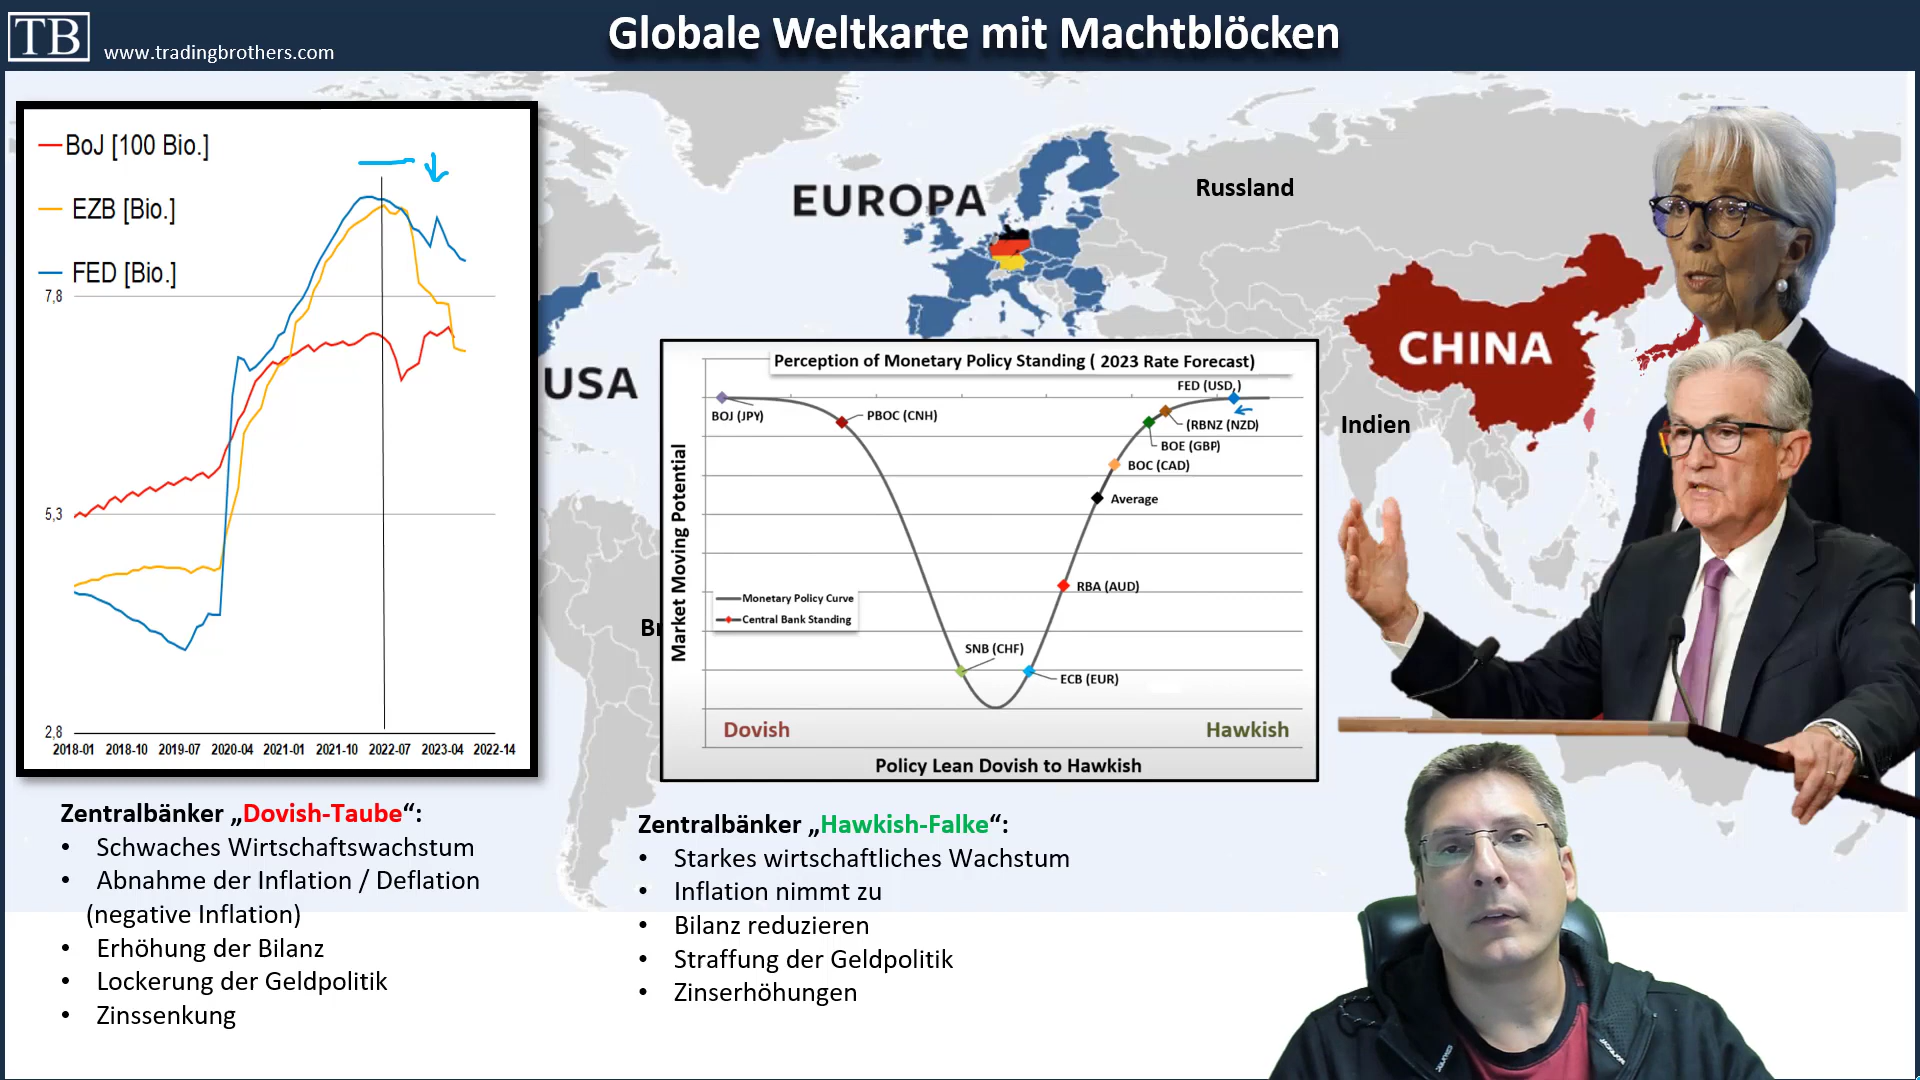 TB
www.tradingbrothers.com
Globale Weltkarte mit Machtblöcken
BoJ [100 Bio.]
EZB [Bio.]
FED [Bio.]
7,8
5,3
2,8
2018-01 2018-10 2019-07 2020-04 2021-01 2021-10 2022-07 2023-04 2022-14
EUROPA
Russland
USA
CHINA
Indien
Br
Perception of Monetary Policy Standing ( 2023 Rate Forecast)
FED (USD,)
BOJ (JPY)
PBOC (CNH)
(RBNZ (NZD)
BOE (GBP)
BOC (CAD)
Average
RBA (AUD)
SNB (CHF)
ECB (EUR)
Market Moving Potential
Monetary Policy Curve
Central Bank Standing
Dovish
Hawkish
Policy Lean Dovish to Hawkish
Zentralbänker „Dovish-Taube“:
• Schwaches Wirtschaftswachstum
• Abnahme der Inflation / Deflation
(negative Inflation)
• Erhöhung der Bilanz
• Lockerung der Geldpolitik
• Zinssenkung
Zentralbänker „Hawkish-Falke“:
• Starkes wirtschaftliches Wachstum
• Inflation nimmt zu
• Bilanz reduzieren
• Straffung der Geldpolitik
• Zinserhöhungen